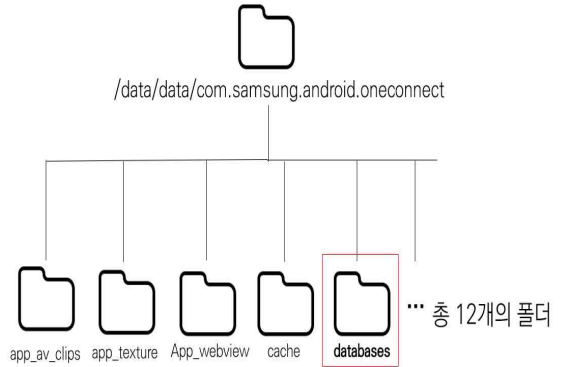 /data/data/com.samsung.android.oneconnect
··· 총 12개의 폴더
app_av_clips app_texture App_webview cache databases